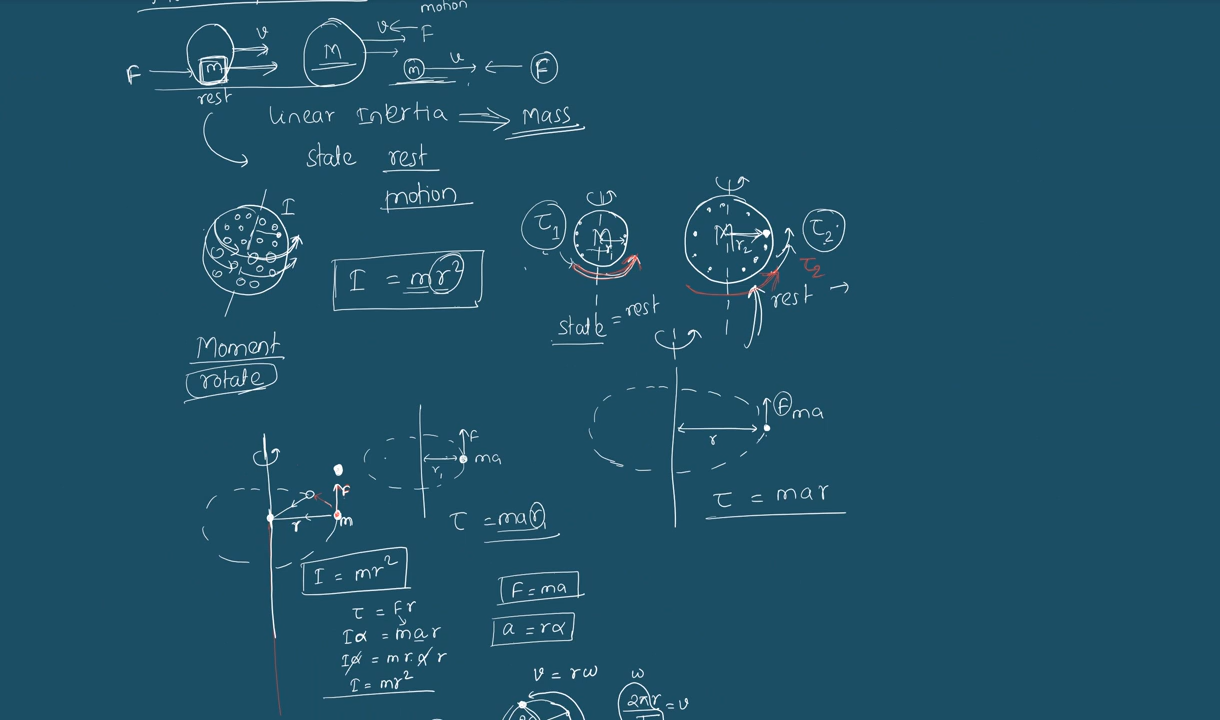 motion
v
v
F
F
m
M
m
v
F
rest
Linear Inertia ⟹ Mass
state rest
motion
I
τ1
M
r
M
r2
τ2
τ2
I = mr²
state = rest
rest →
Moment
rotate
F
ma
r1
F
ma
r
F
m
r
τ = mar
τ = mar
I = mr²
τ = Fr
Iα = mar
Iα = mr.α r
I = mr²
F = ma
a = rα
v = rω
ω
2πr
T
= v